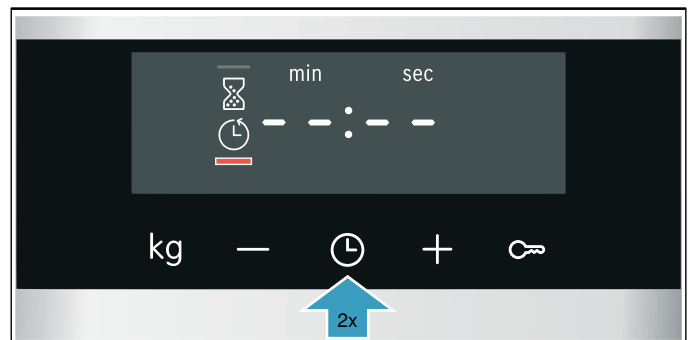 min sec
-- : --
kg − +
2x